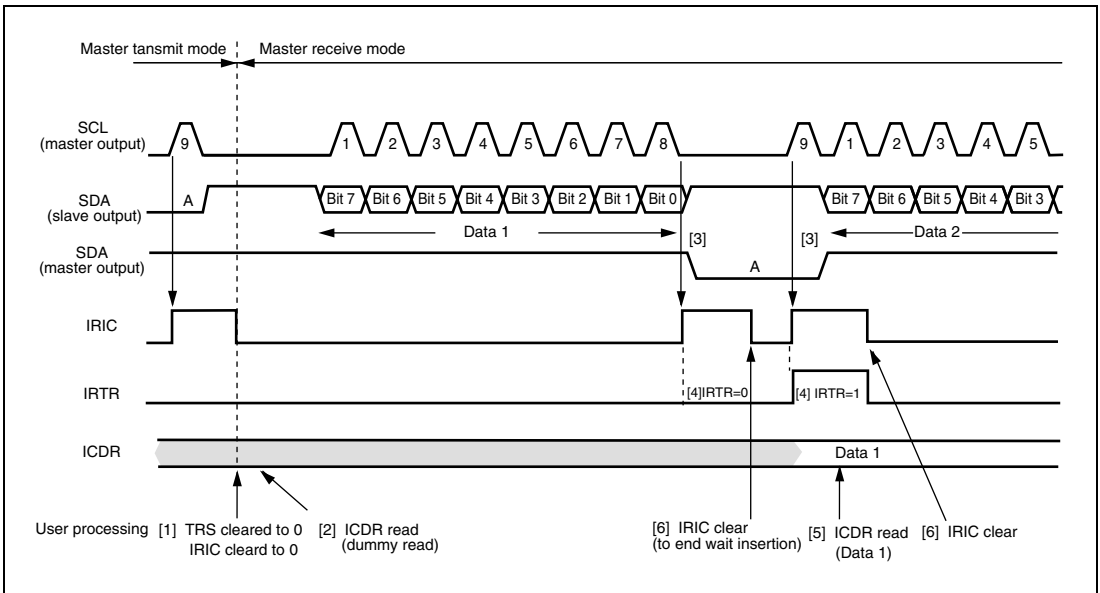 Master tansmit mode
Master receive mode
SCL
(master output)
9 1 2 3 4 5 6 7 8 9 1 2 3 4 5
SDA
(slave output)
A Bit 7 Bit 6 Bit 5 Bit 4 Bit 3 Bit 2 Bit 1 Bit 0 Bit 7 Bit 6 Bit 5 Bit 4 Bit 3
Data 1 [3] [3] Data 2
SDA
(master output)
A
IRIC
IRTR
[4]IRTR=0 [4] IRTR=1
ICDR
Data 1
User processing [1] TRS cleared to 0
IRIC cleard to 0
[2] ICDR read
(dummy read)
[6] IRIC clear
(to end wait insertion)
[5] ICDR read
(Data 1)
[6] IRIC clear